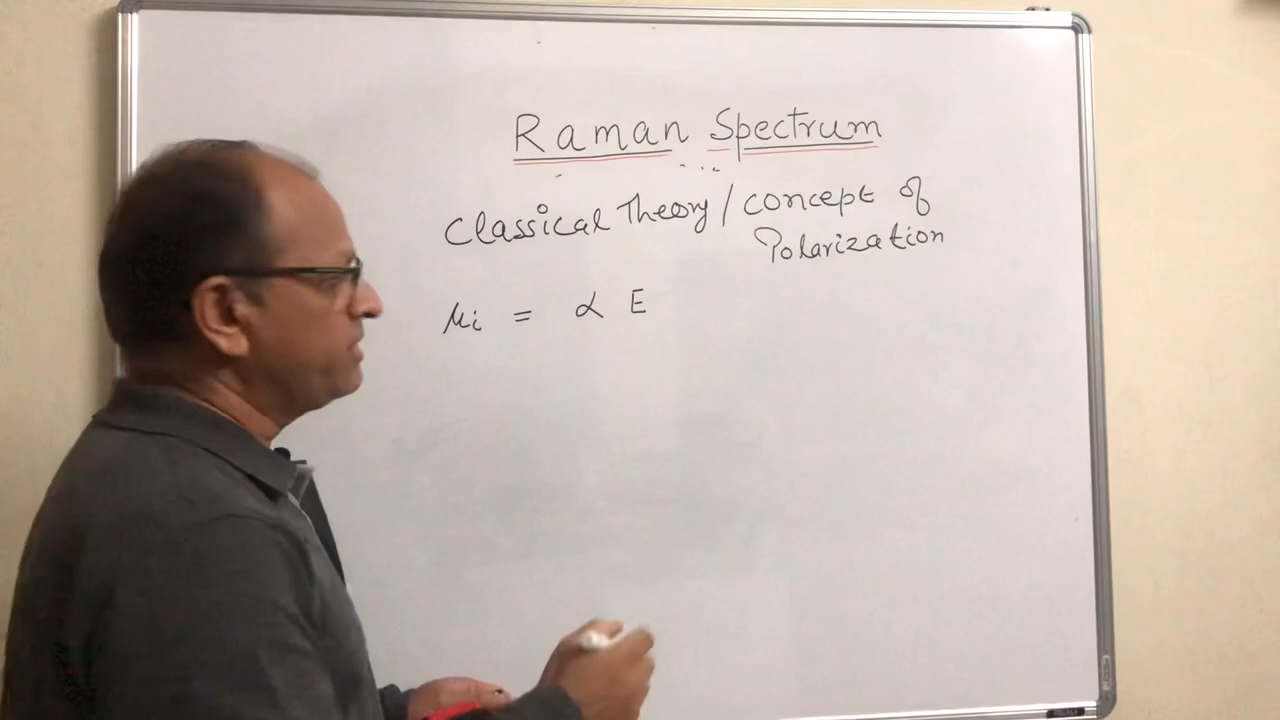 Raman Spectrum
Classical Theory / concept of
Polarization
μi = α E